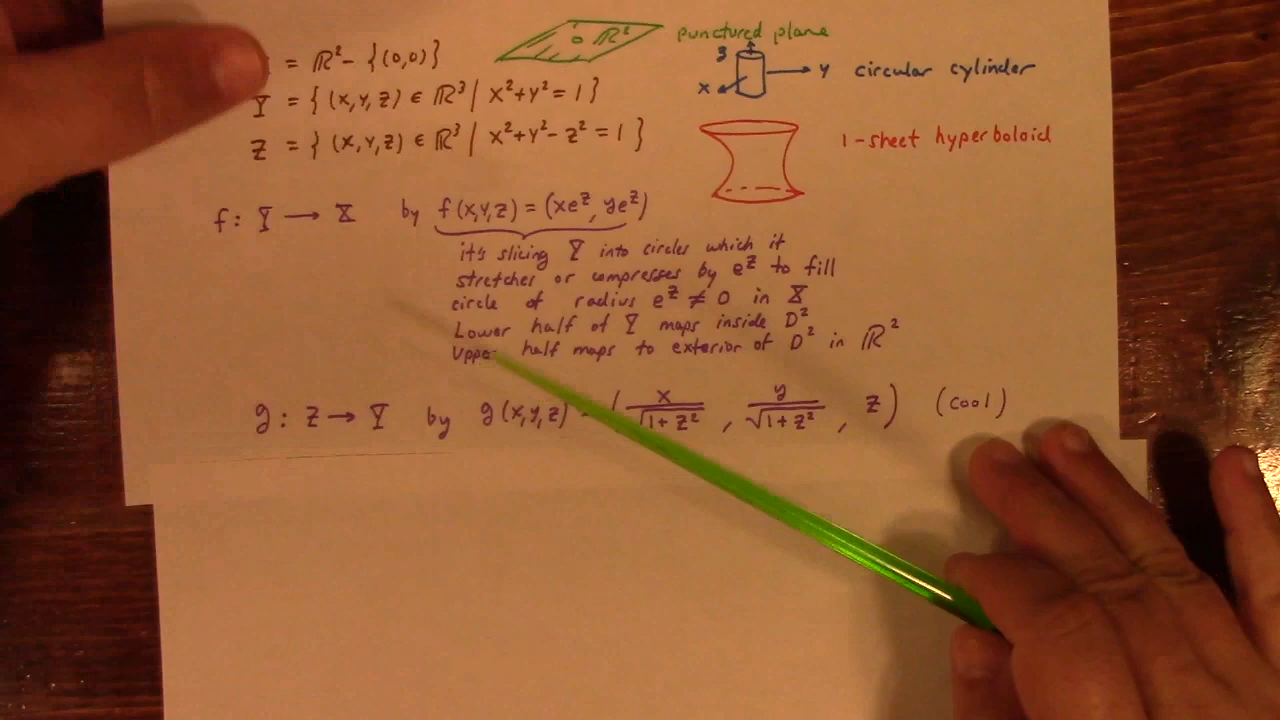 = ℝ² - {(0,0)}
ℝ²
punctured plane
Y = { (x,y,z) ∈ ℝ³ | x²+y² = 1 }
z
x
y
circular cylinder
Z = { (x,y,z) ∈ ℝ³ | x²+y²-z² = 1 }
1-sheet hyperboloid
f: Y → X by f(x,y,z) = (xe^z, ye^z)
it's slicing Y into circles which it
stretches or compresses by e^z to fill
circle of radius e^z ≠ 0 in X
Lower half of Y maps inside D²
Upper half maps to exterior of D² in ℝ²
g: Z → Y by g(x,y,z) = ( x/√(1+z²) , y/√(1+z²) , z ) (cool)